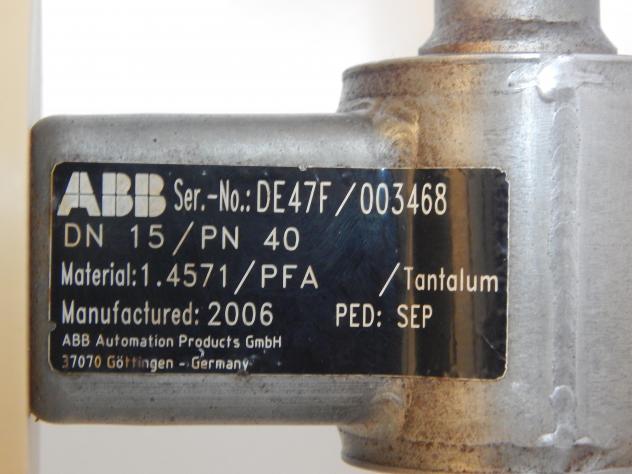 ABB Ser.-No.: DE47F/003468
DN 15/PN 40
Material:1.4571/PFA /Tantalum
Manufactured: 2006 PED: SEP
ABB Automation Products GmbH
37070 Göttingen - Germany